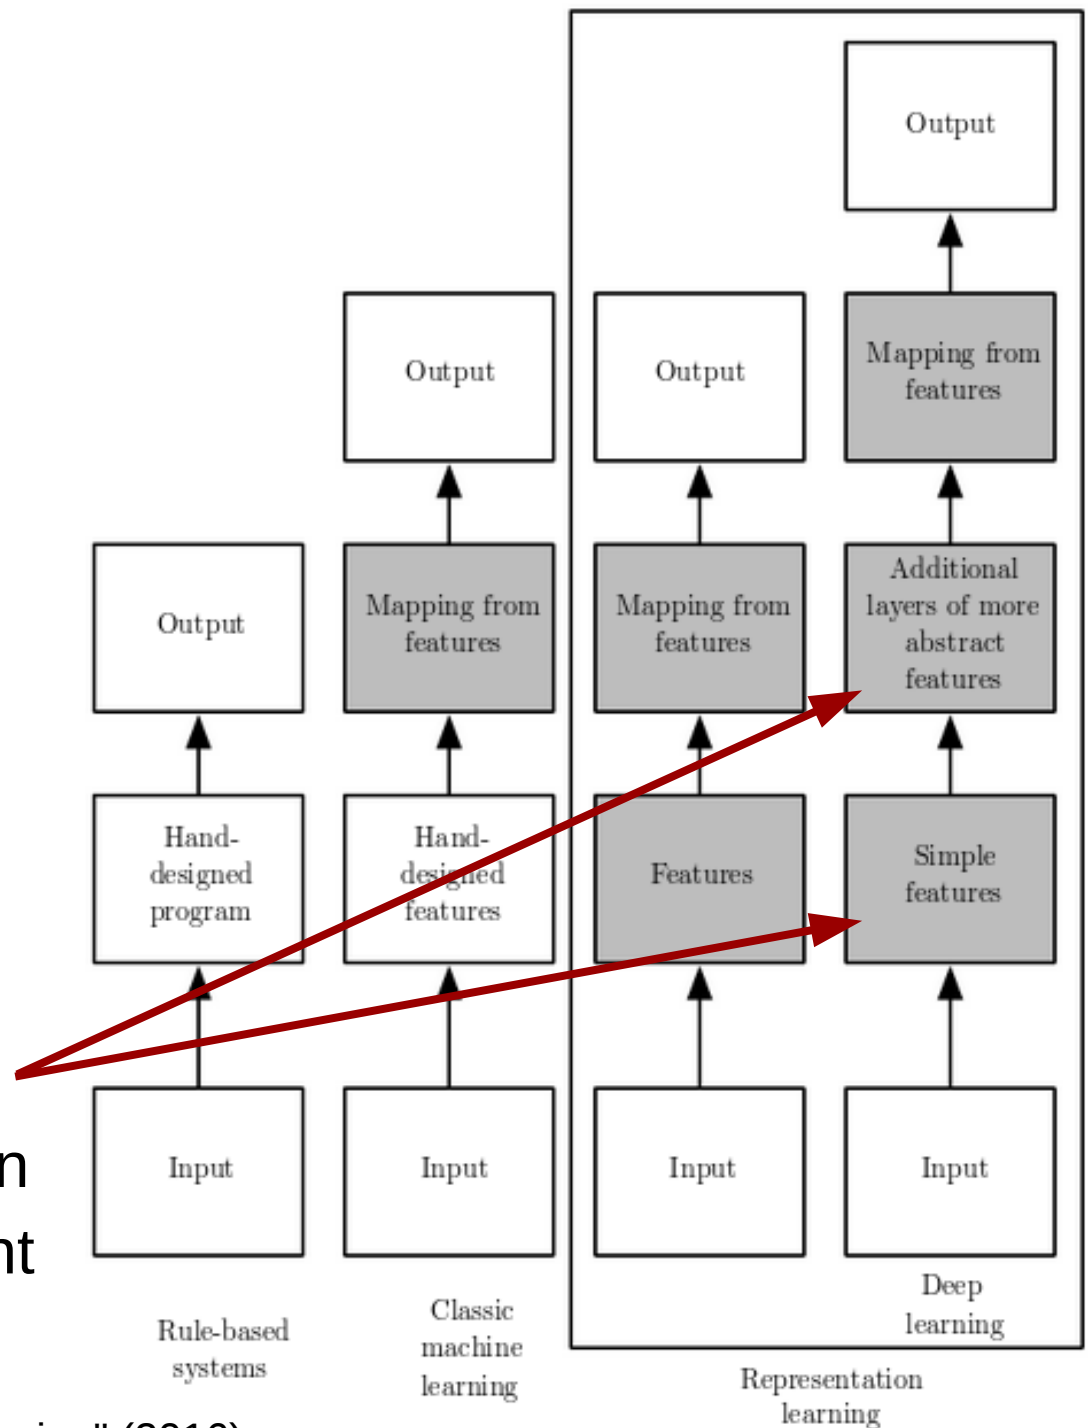 Output
Output
Output
Mapping from
features
Output
Mapping from
features
Mapping from
features
Additional
layers of more
abstract
features
Hand-
designed
program
Hand-
designed
features
Features
Simple
features
Input
Input
Input
Input
Rule-based
systems
Classic
machine
learning
Deep
learning
Representation
learning